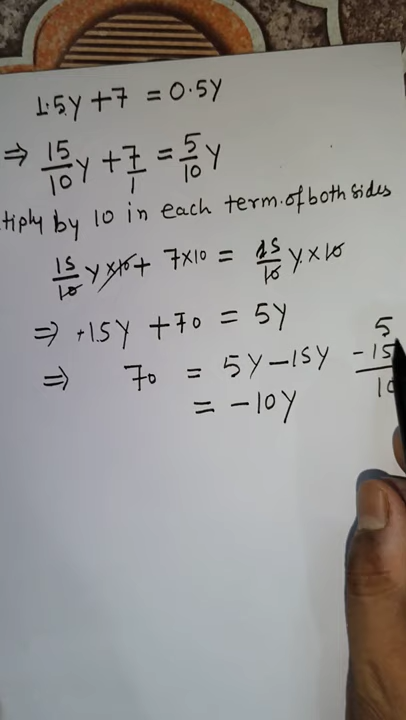 1.5y + 7 = 0.5y
⇒ 15/10 y + 7/1 = 5/10 y
tiply by 10 in each term of both sides
15/10 y × 10 + 7×10 = 5/10 y × 10
⇒ +15y + 70 = 5y
⇒ 70 = 5y - 15y
= -10y
5
-15
10